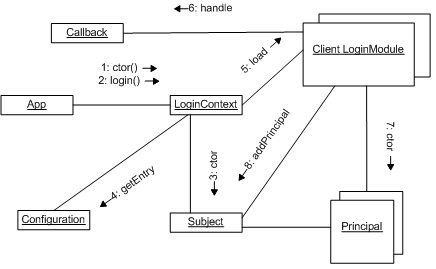 6: handle
Callback
Client LoginModule
1: ctor()
2: login()
5: load
App
LoginContext
7: ctor
3: ctor
8: addPrincipal
4: getEntry
Configuration
Subject
Principal